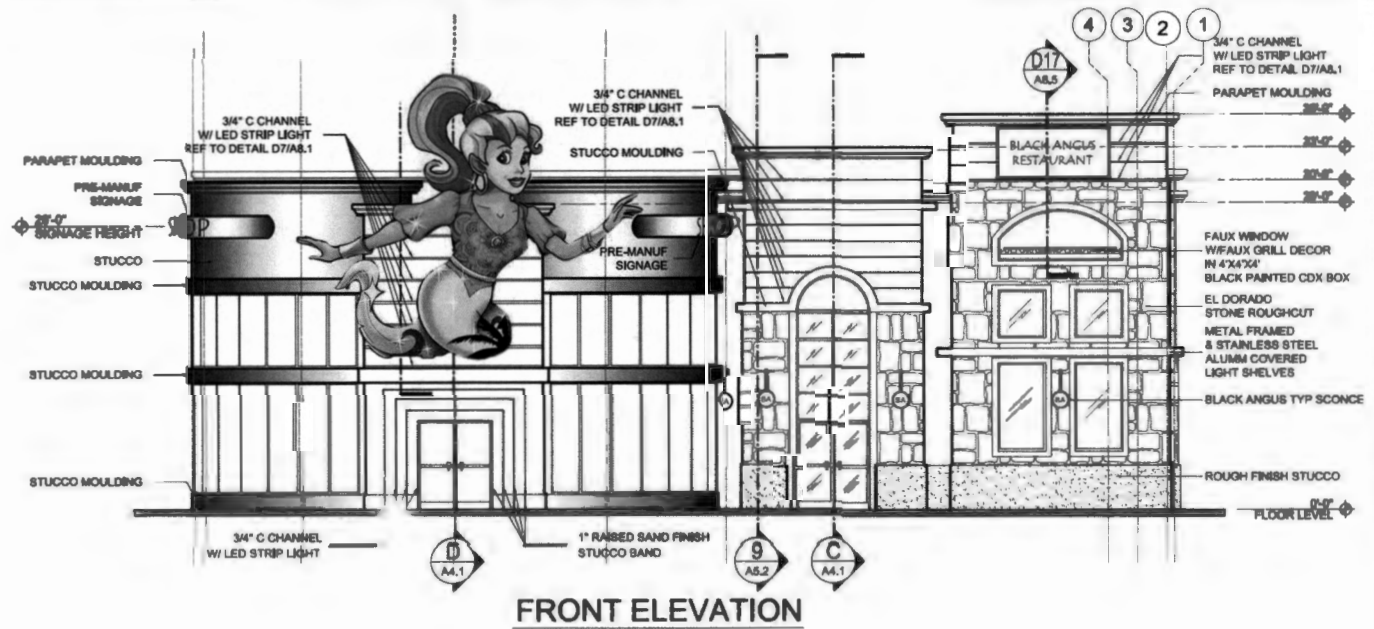 4
3
2
1
D17
A8.5
3/4" C CHANNEL
W/ LED STRIP LIGHT
REF TO DETAIL D7/A8.1
PARAPET MOULDING
3/4" C CHANNEL
W/ LED STRIP LIGHT
REF TO DETAIL D7/A8.1
STUCCO MOULDING
3/4" C CHANNEL
W/ LED STRIP LIGHT
REF TO DETAIL D7/A8.1
PARAPET MOULDING
PRE-MANUF
SIGNAGE
SIGNAGE HEIGHT
STUCCO
STUCCO MOULDING
STUCCO MOULDING
STUCCO MOULDING
PRE-MANUF
SIGNAGE
BLACK ANGUS
RESTAURANT
23'-0"
FAUX WINDOW
W/FAUX GRILL DECOR
IN 4'X4'X4'
BLACK PAINTED CDX BOX
EL DORADO
STONE ROUGHCUT
METAL FRAMED
& STAINLESS STEEL
ALUMM COVERED
LIGHT SHELVES
BLACK ANGUS TYP SCONCE
BA
BA
BA
ROUGH FINISH STUCCO
0'-0"
FLOOR LEVEL
3/4" C CHANNEL
W/ LED STRIP LIGHT
1" RAISED SAND FINISH
STUCCO BAND
D
A4.1
9
A5.2
C
A4.1
FRONT ELEVATION